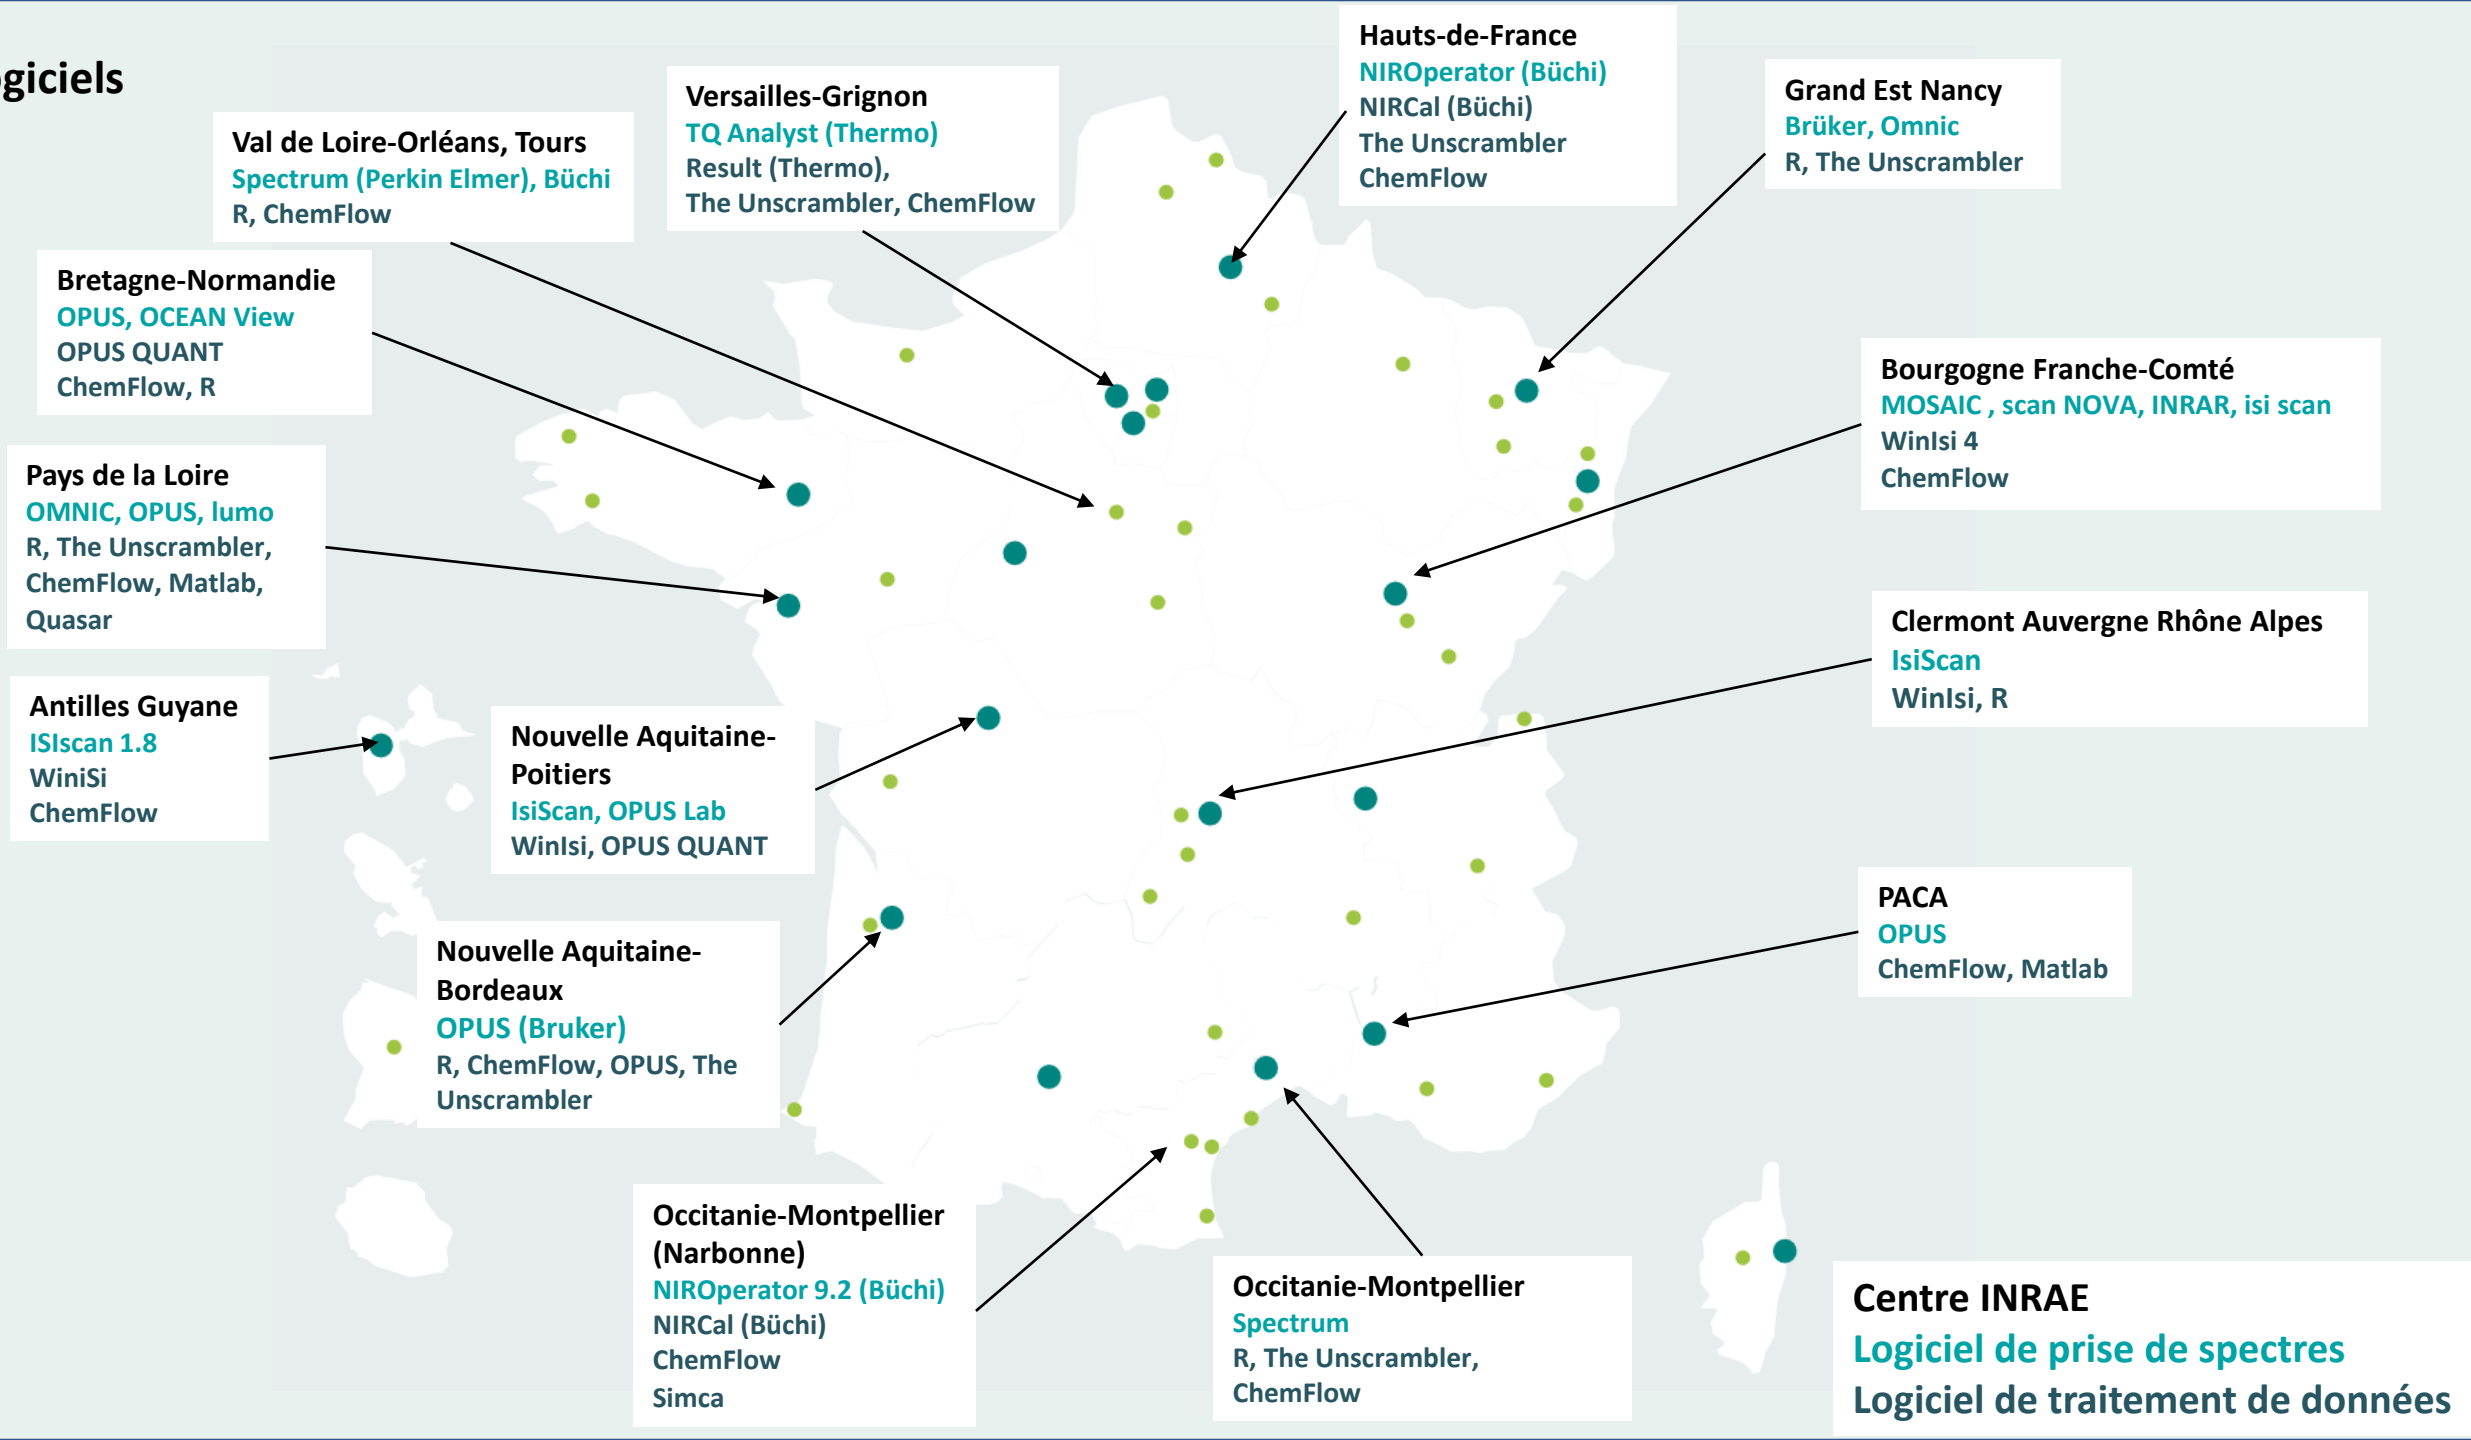 giciels
Hauts-de-France
NIROperator (Büchi)
NIRCal (Büchi)
The Unscrambler
ChemFlow
Versailles-Grignon
TQ Analyst (Thermo)
Result (Thermo),
The Unscrambler, ChemFlow
Grand Est Nancy
Brüker, Omnic
R, The Unscrambler
Val de Loire-Orléans, Tours
Spectrum (Perkin Elmer), Büchi
R, ChemFlow
Bretagne-Normandie
OPUS, OCEAN View
OPUS QUANT
ChemFlow, R
Bourgogne Franche-Comté
MOSAIC , scan NOVA, INRAR, isi scan
WinIsi 4
ChemFlow
Pays de la Loire
OMNIC, OPUS, lumo
R, The Unscrambler,
ChemFlow, Matlab,
Quasar
Clermont Auvergne Rhône Alpes
IsiScan
WinIsi, R
Antilles Guyane
ISIscan 1.8
WiniSi
ChemFlow
Nouvelle Aquitaine-
Poitiers
IsiScan, OPUS Lab
WinIsi, OPUS QUANT
PACA
OPUS
ChemFlow, Matlab
Nouvelle Aquitaine-
Bordeaux
OPUS (Bruker)
R, ChemFlow, OPUS, The
Unscrambler
Occitanie-Montpellier
(Narbonne)
NIROperator 9.2 (Büchi)
NIRCal (Büchi)
ChemFlow
Simca
Occitanie-Montpellier
Spectrum
R, The Unscrambler,
ChemFlow
Centre INRAE
Logiciel de prise de spectres
Logiciel de traitement de données